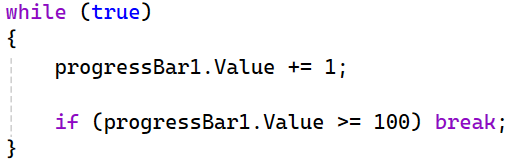 while (true)
{
    progressBar1.Value += 1;

    if (progressBar1.Value >= 100) break;
}